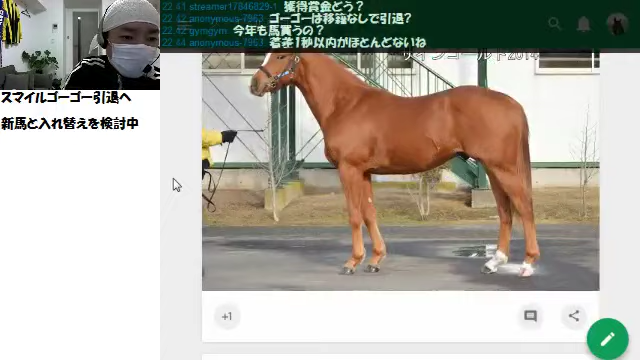 22:41 streamer17846829-1 獲得賞金どう?
22:42 anonymous-7963 ゴーゴーは移籍なしで引退?
22:42 gymgym 今年も馬買うの?
22:44 anonymous-7953 着差1秒以内がほとんどないね
スマイルゴーゴー引退へ
新馬と入れ替えを検討中
+1